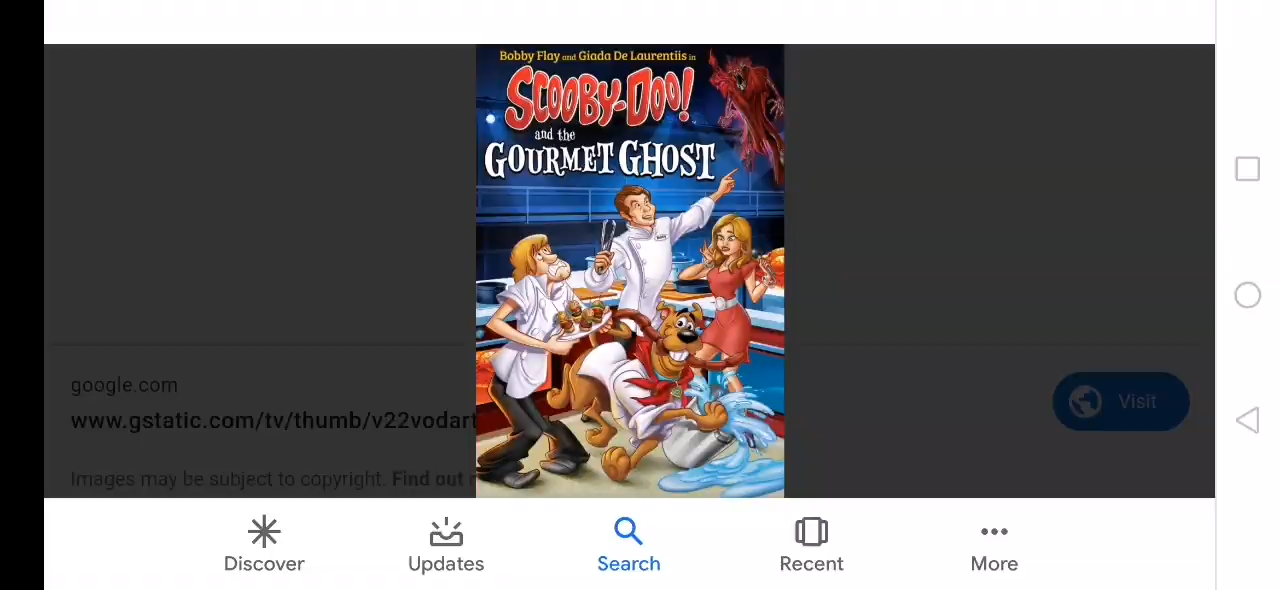 Bobby Flay and Giada De Laurentiis in
SCOOBY-DOO!
and the
GOURMET GHOST
google.com
www.gstatic.com/tv/thumb/v22vodart
Visit
Images may be subject to copyright. Find out
Discover
Updates
Search
Recent
More